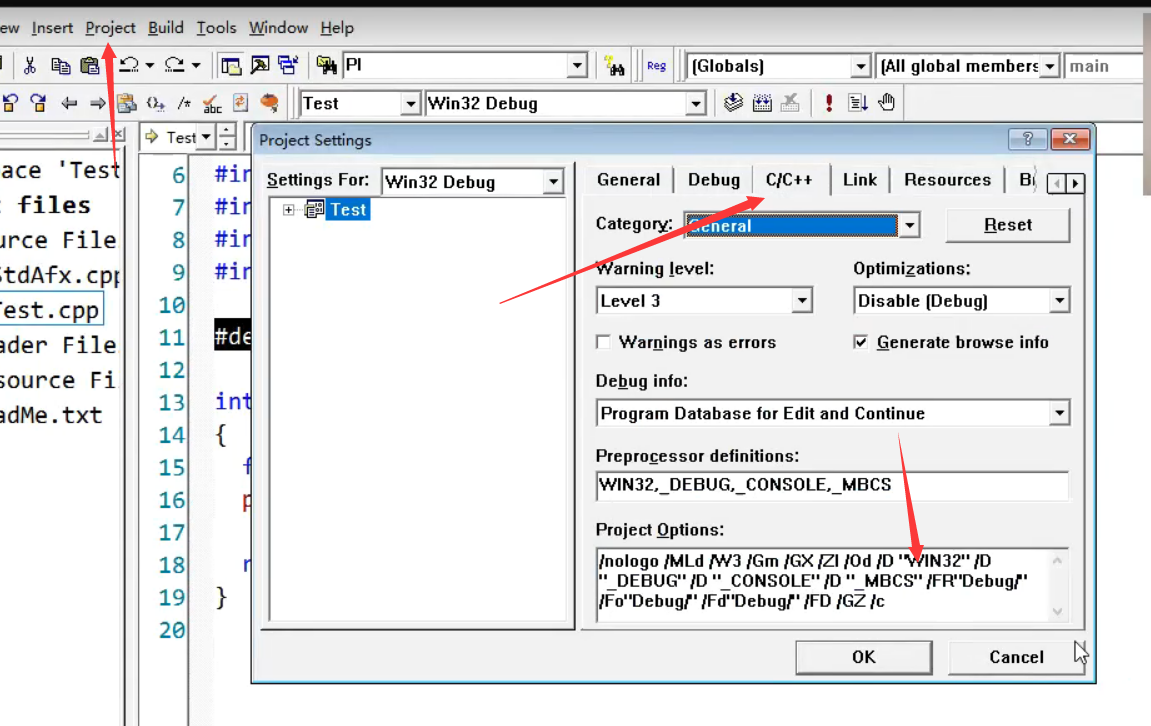 ew Insert Project Build Tools Window Help
PI Reg (Globals) (All global members main
abc Test Win32 Debug
Test
ace 'Test
files
urce File
StdAfx.cpp
Test.cpp
ader File
source Fi
adMe.txt
6 #in
7 #in
8 #in
9 #in
10
11 #de
12
13 int
14 {
15 f
16 p
17
18 r
19 }
20
Project Settings
Settings For: Win32 Debug
Test
General Debug C/C++ Link Resources
Category: General Reset
Warning level: Optimizations:
Level 3 Disable (Debug)
Warnings as errors Generate browse info
Debug info:
Program Database for Edit and Continue
Preprocessor definitions:
WIN32,_DEBUG,_CONSOLE,_MBCS
Project Options:
/nologo /MLd /W3 /Gm /GX /ZI /Od /D "WIN32" /D
"_DEBUG" /D "_CONSOLE" /D "_MBCS" /FR"Debug/"
/Fo"Debug/" /Fd"Debug/" /FD /GZ /c
OK Cancel